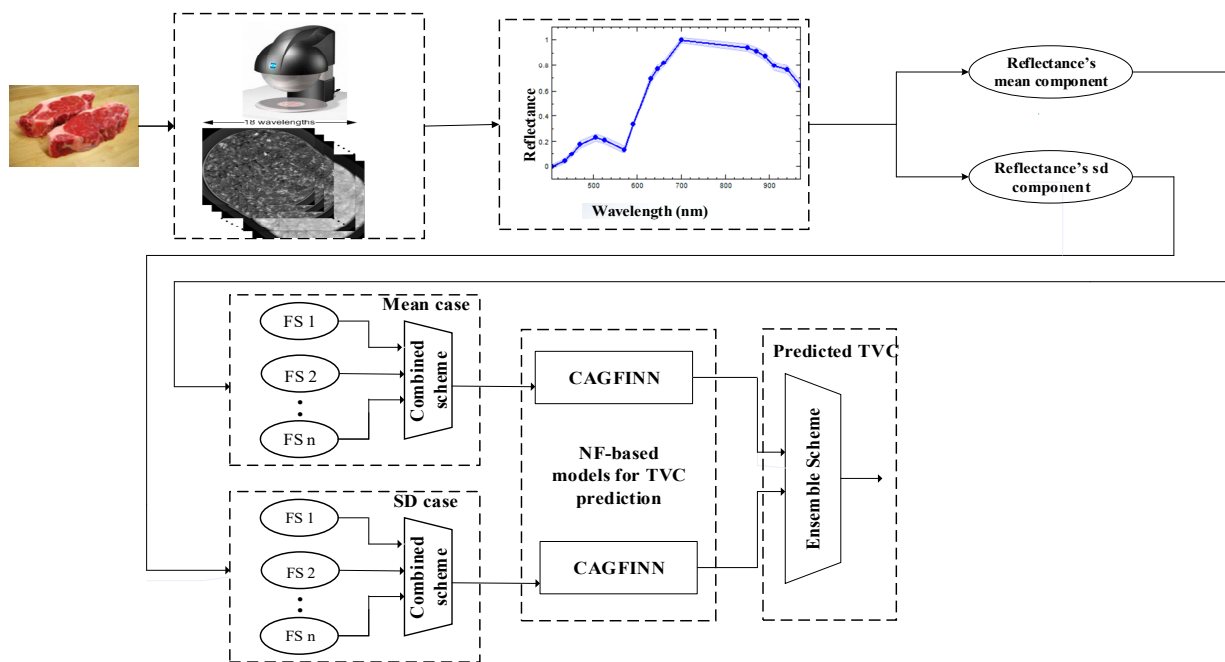 18 wavelengths
Reflectance
1
0.8
0.6
0.4
0.2
0
500
600
700
800
900
Wavelength (nm)
Reflectance's
mean component
Reflectance's sd
component
Mean case
FS 1
FS 2
FS n
Combined
scheme
SD case
FS 1
FS 2
FS n
Combined
scheme
CAGFINN
NF-based
models for TVC
prediction
CAGFINN
Predicted TVC
Ensemble Scheme